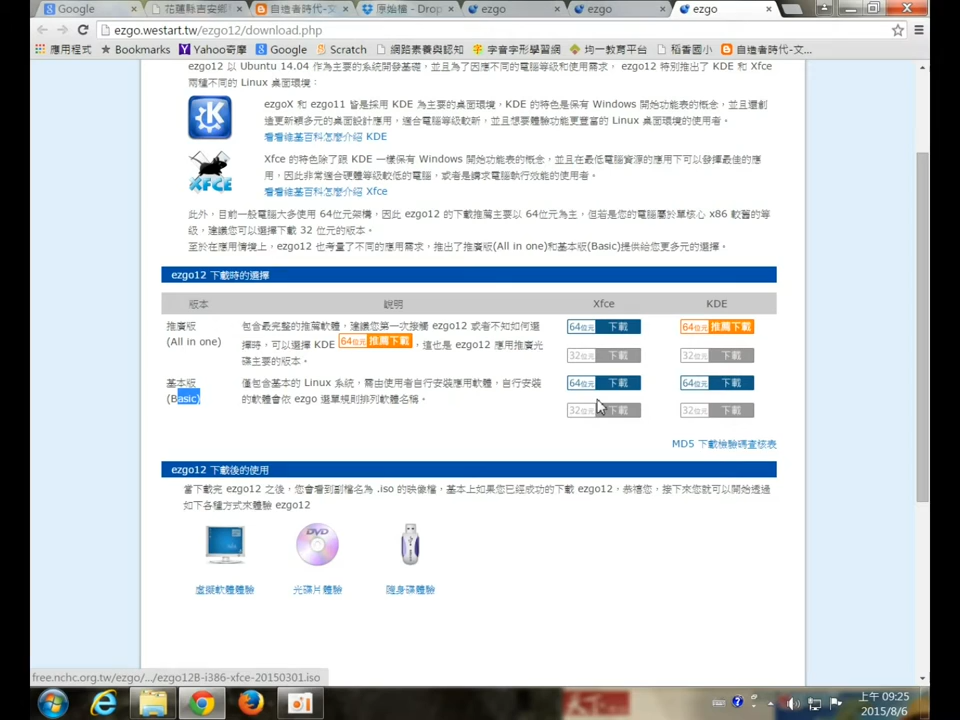 Google
花蓮縣吉安鄉
自造者時代-
原始檔 - Drop
ezgo
ezgo
ezgo
ezgo.westart.tw/ezgo12/download.php
應用程式
Bookmarks
Yahoo奇摩
Google
Scratch
網路素養與認知
字音字形學習網
均一教育平台
稻香國小
自造者時代-文...
ezgo12 以 Ubuntu 14.04 作為主要的系統開發基礎，並且為了因應不同的電腦等級和使用需求， ezgo12 特別推出了 KDE 和 Xfce
兩種不同的 Linux 桌面環境：
ezgoX 和 ezgo11 皆是採用 KDE 為主要的桌面環境，KDE 的特色是保有 Windows 開始功能表的概念，並且還創
造更新穎多元的桌面設計應用，適合電腦等級較新，並且想要體驗功能更豐富的 Linux 桌面環境的使用者。
看看維基百科怎麼介紹 KDE
XFCE
Xfce 的特色除了跟 KDE 一樣保有 Windows 開始功能表的概念，並且在最低電腦資源的應用下可以發揮最佳的應
用，因此非常適合硬體等級較低的電腦，或者是講求電腦執行效能的使用者。
看看維基百科怎麼介紹 Xfce
此外，目前一般電腦大多使用 64位元架構，因此 ezgo12 的下載推薦主要以 64位元為主，但若是您的電腦屬於單核心 x86 較舊的等
級，建議您可以選擇下載 32 位元的版本。
至於在應用情境上，ezgo12 也考量了不同的應用需求，推出了推廣版(All in one)和基本版(Basic)提供給您更多元的選擇。
ezgo12 下載時的選擇
版本
說明
Xfce
KDE
推廣版
(All in one)
包含最完整的推薦軟體，建議您第一次接觸 ezgo12 或者不知如何選
擇時，可以選擇 KDE 64位元 推薦下載 ，這也是 ezgo12 應用推廣光
碟主要的版本。
64位元 下載
64位元 推薦下載
32位元 下載
32位元 下載
基本版
(Basic)
僅包含基本的 Linux 系統，需由使用者自行安裝應用軟體，自行安裝
的軟體會依 ezgo 選單規則排列軟體名稱。
64位元 下載
64位元 下載
32位元 下載
32位元 下載
MD5 下載檢驗碼查核表
ezgo12 下載後的使用
當下載完 ezgo12 之後，您會看到副檔名為 .iso 的映像檔，基本上如果您已經成功的下載 ezgo12，恭禧您，接下來您就可以開始透過
如下各種方式來體驗 ezgo12
DVD
虛擬軟體體驗
光碟片體驗
隨身碟體驗
free.nchc.org.tw/ezgo/.../ezgo12B-i386-xfce-20150301.iso
上午 09:25
2015/8/6